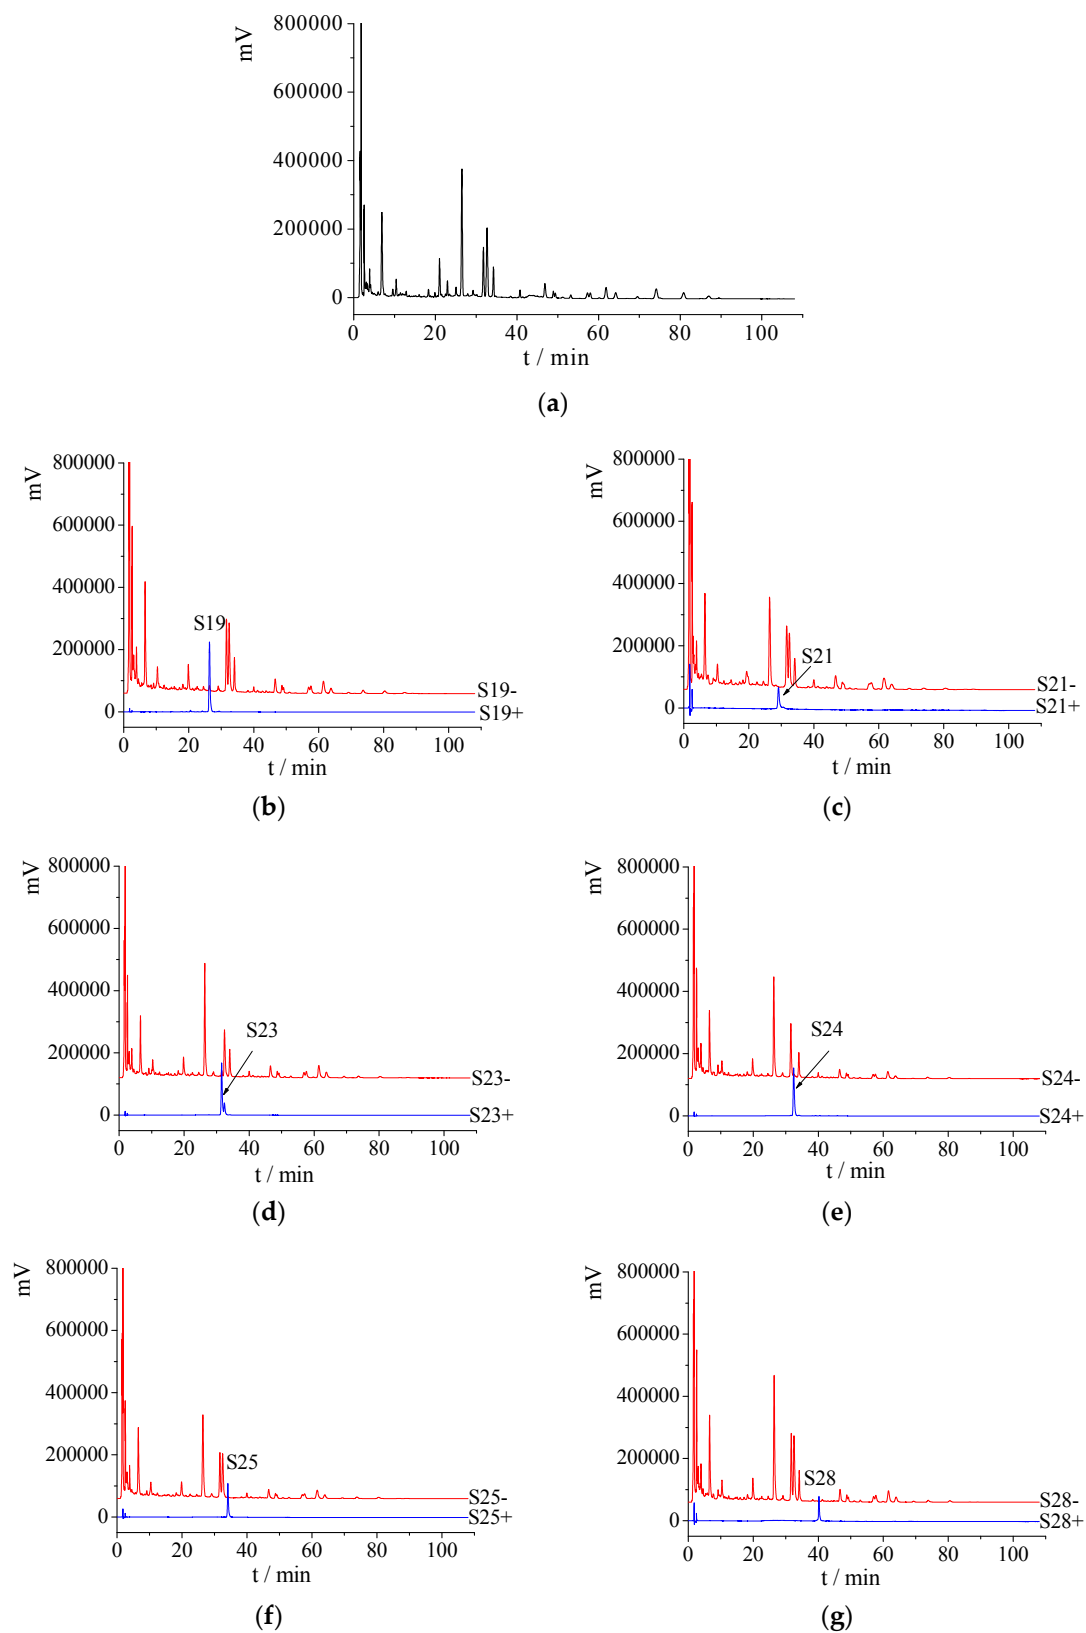 mV
800000
600000
400000
200000
0
0 20 40 60 80 100
t / min
(a)
mV
800000
600000
400000
200000
0
S19
S19-
S19+
0 20 40 60 80 100
t / min
(b)
mV
800000
600000
400000
200000
0
S21
S21-
S21+
0 20 40 60 80 100
t / min
(c)
mV
800000
600000
400000
200000
0
S23
S23-
S23+
0 20 40 60 80 100
t / min
(d)
mV
800000
600000
400000
200000
0
S24
S24-
S24+
0 20 40 60 80 100
t / min
(e)
mV
800000
600000
400000
200000
0
S25
S25-
S25+
0 20 40 60 80 100
t / min
(f)
mV
800000
600000
400000
200000
0
S28
S28-
S28+
0 20 40 60 80 100
t / min
(g)